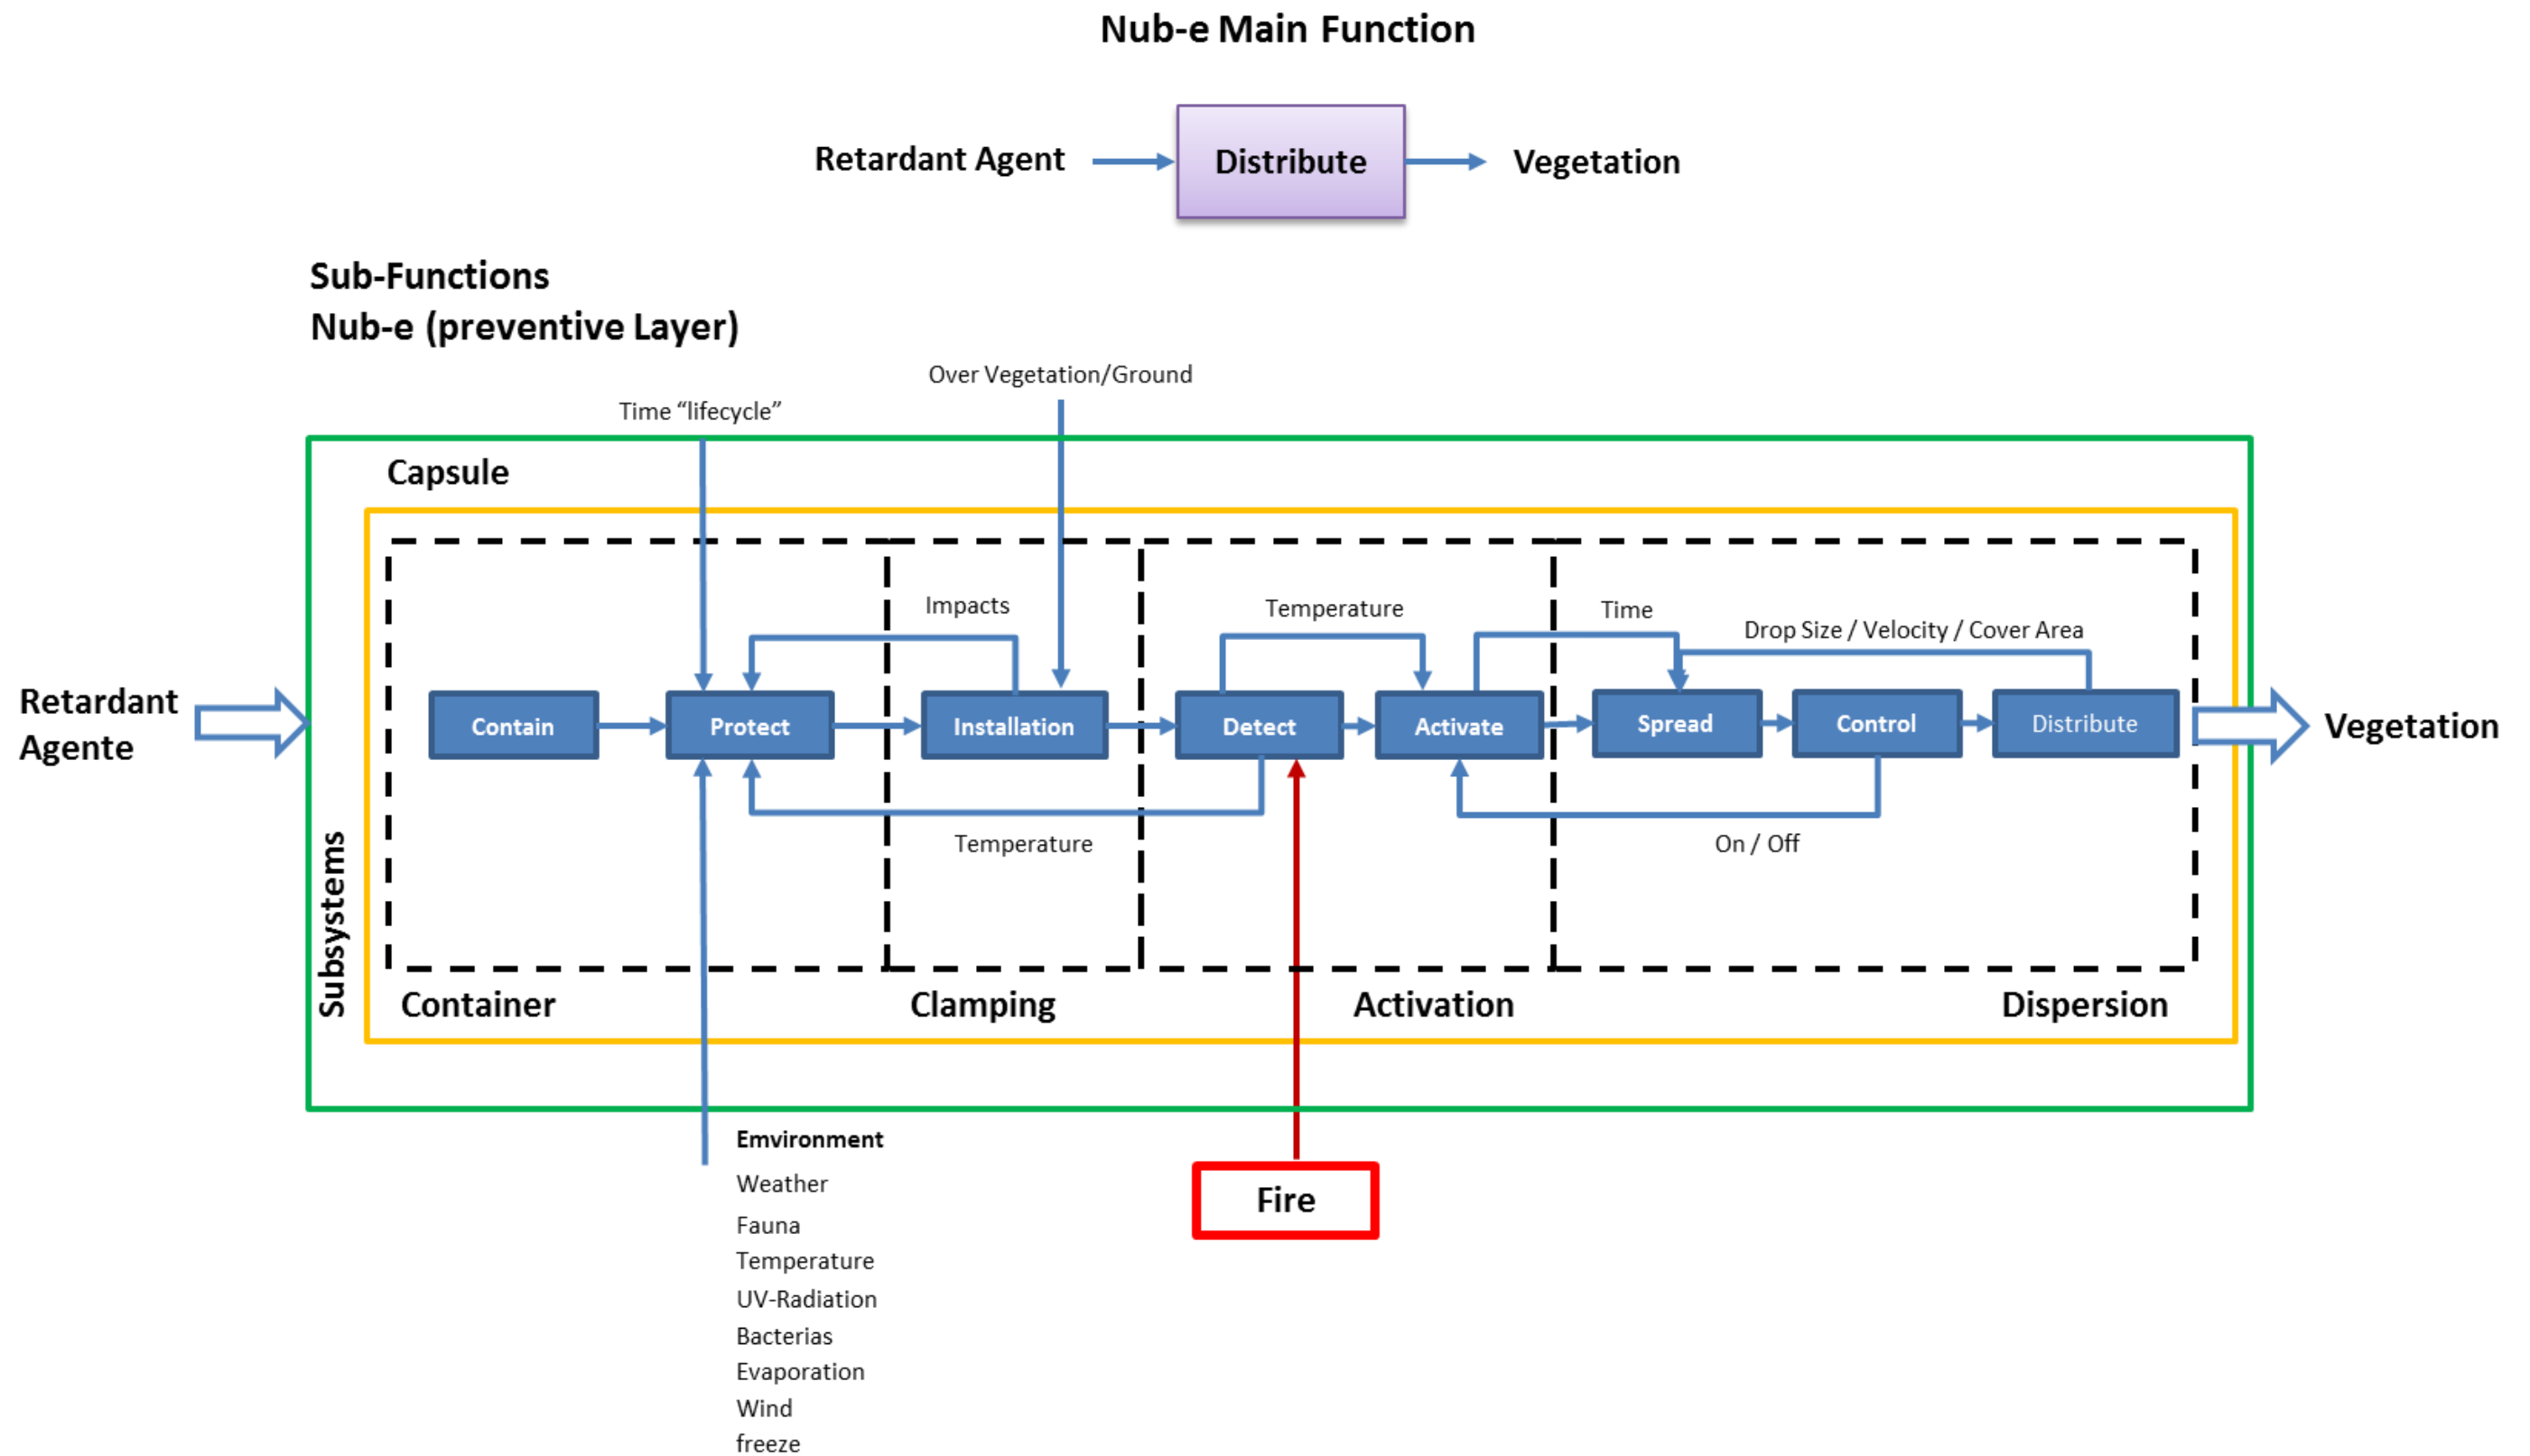 Nub-e Main Function
Retardant Agent
Distribute
Vegetation
Sub-Functions
Nub-e (preventive Layer)
Over Vegetation/Ground
Time “lifecycle”
Capsule
Impacts
Temperature
Time
Drop Size / Velocity / Cover Area
Retardant
Agente
Contain
Protect
Installation
Detect
Activate
Spread
Control
Distribute
Vegetation
Temperature
On / Off
Subsystems
Container
Clamping
Activation
Dispersion
Emvironment
Weather
Fauna
Temperature
UV-Radiation
Bacterias
Evaporation
Wind
freeze
Fire